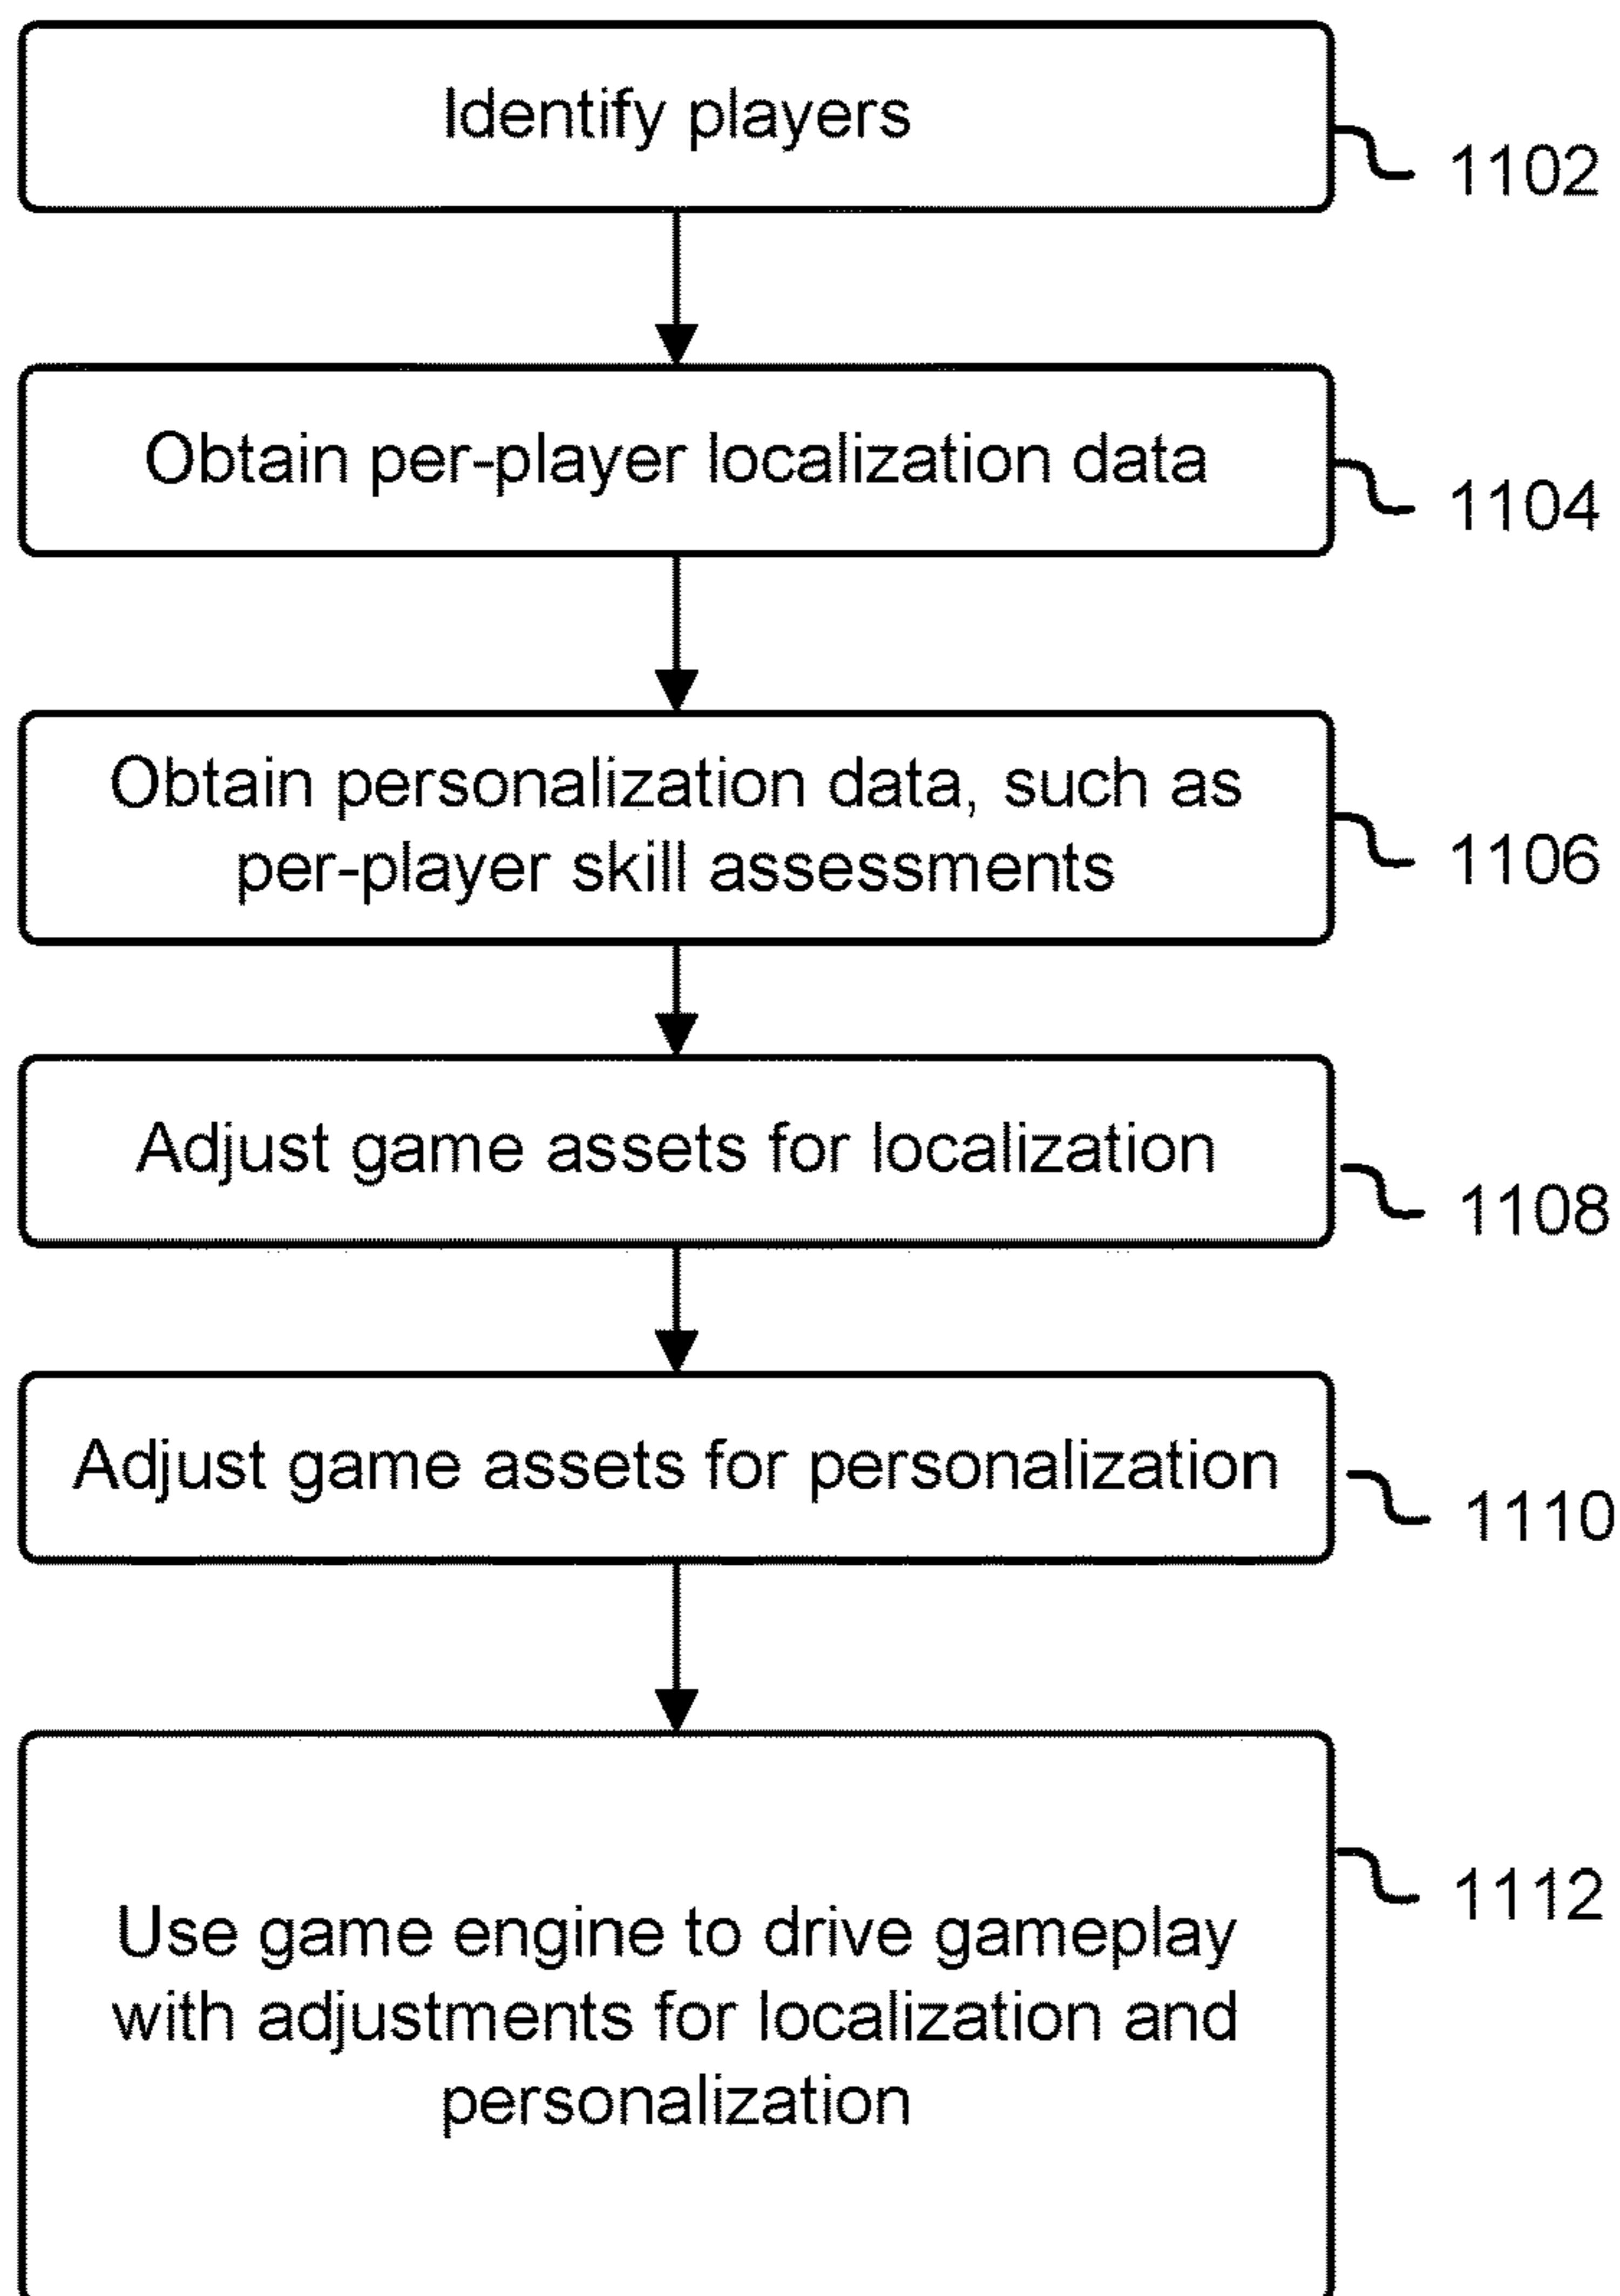 Identify players
1102
Obtain per-player localization data
1104
Obtain personalization data, such as
per-player skill assessments
1106
Adjust game assets for localization
1108
Adjust game assets for personalization
1110
Use game engine to drive gameplay
with adjustments for localization and
personalization
1112